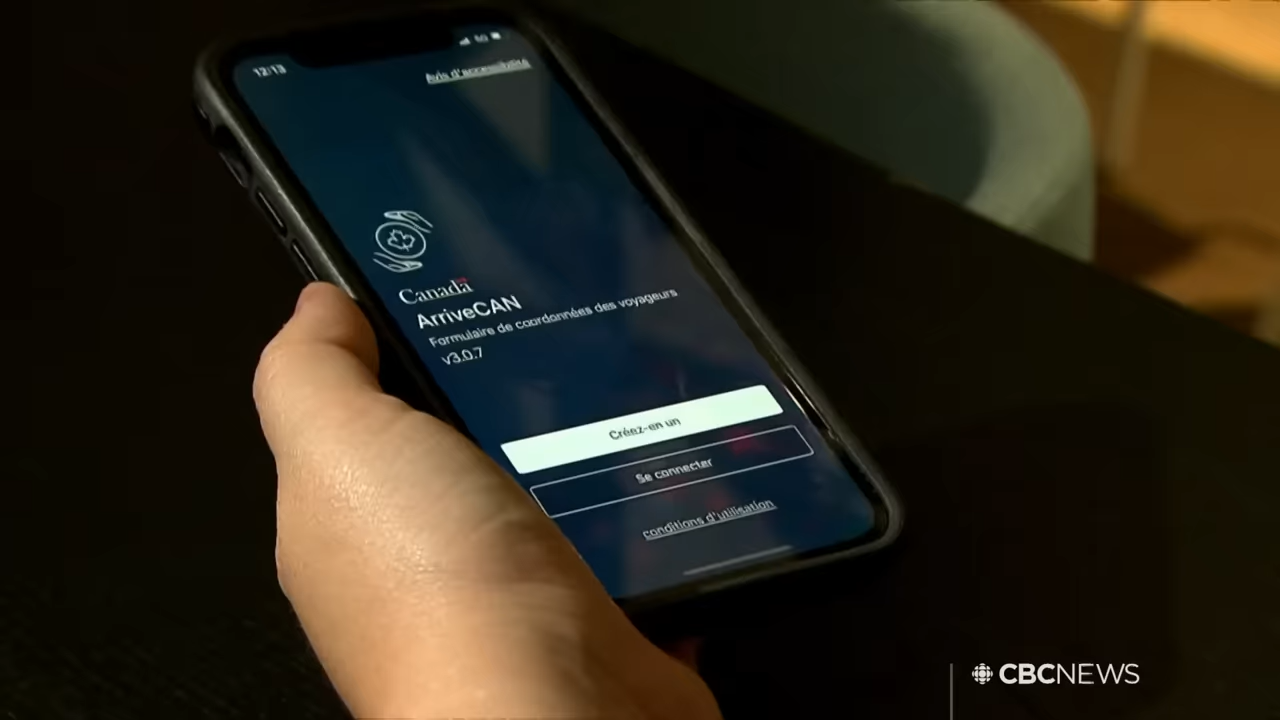 12:13
5G
Avis d'accessibilité
Canada
ArriveCAN
Formulaire de coordonnées des voyageurs
v3.0.7
Créez-en un
Se connecter
conditions d'utilisation
CBCNEWS